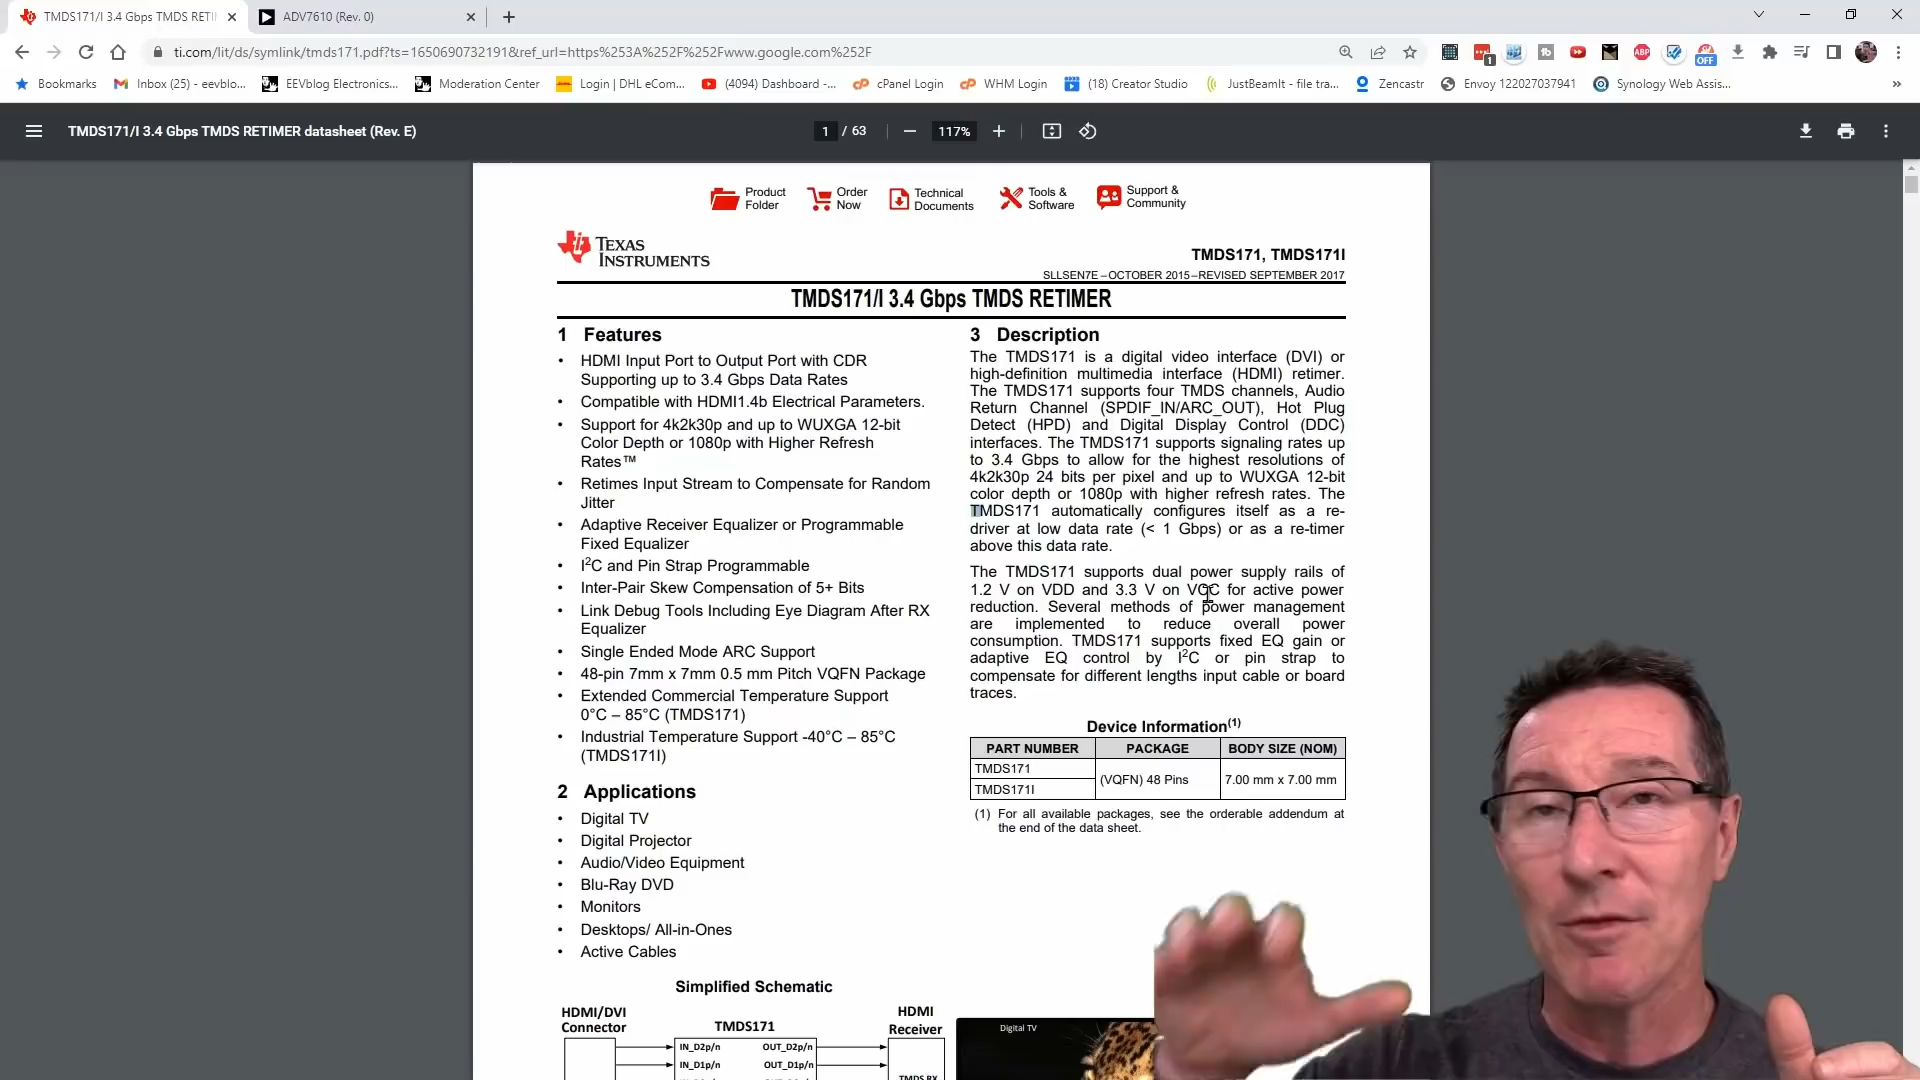 TMDS171/I 3.4 Gbps TMDS RETI
ADV7610 (Rev. 0)
ti.com/lit/ds/symlink/tmds171.pdf?ts=1650690732191&ref_url=https%253A%252F%252Fwww.google.com%252F
1
ABP
OFF
Bookmarks
Inbox (25) - eevblo...
EEVblog Electronics...
Moderation Center
Login | DHL eCom...
(4094) Dashboard -...
cPanel Login
WHM Login
(18) Creator Studio
JustBeamIt - file tra...
Zencastr
Envoy 122027037941
Synology Web Assis...
TMDS171/I 3.4 Gbps TMDS RETIMER datasheet (Rev. E)
1 / 63
117%
Product
Folder
Order
Now
Technical
Documents
Tools &
Software
Support &
Community
TEXAS
INSTRUMENTS
TMDS171, TMDS171I
SLLSEN7E –OCTOBER 2015–REVISED SEPTEMBER 2017
TMDS171/I 3.4 Gbps TMDS RETIMER
1 Features
• HDMI Input Port to Output Port with CDR
Supporting up to 3.4 Gbps Data Rates
• Compatible with HDMI1.4b Electrical Parameters.
• Support for 4k2k30p and up to WUXGA 12-bit
Color Depth or 1080p with Higher Refresh
Rates™
• Retimes Input Stream to Compensate for Random
Jitter
• Adaptive Receiver Equalizer or Programmable
Fixed Equalizer
• I2C and Pin Strap Programmable
• Inter-Pair Skew Compensation of 5+ Bits
• Link Debug Tools Including Eye Diagram After RX
Equalizer
• Single Ended Mode ARC Support
• 48-pin 7mm x 7mm 0.5 mm Pitch VQFN Package
• Extended Commercial Temperature Support
0°C – 85°C (TMDS171)
• Industrial Temperature Support -40°C – 85°C
(TMDS171I)
2 Applications
• Digital TV
• Digital Projector
• Audio/Video Equipment
• Blu-Ray DVD
• Monitors
• Desktops/ All-in-Ones
• Active Cables
3 Description
The TMDS171 is a digital video interface (DVI) or
high-definition multimedia interface (HDMI) retimer.
The TMDS171 supports four TMDS channels, Audio
Return Channel (SPDIF_IN/ARC_OUT), Hot Plug
Detect (HPD) and Digital Display Control (DDC)
interfaces. The TMDS171 supports signaling rates up
to 3.4 Gbps to allow for the highest resolutions of
4k2k30p 24 bits per pixel and up to WUXGA 12-bit
color depth or 1080p with higher refresh rates. The
TMDS171 automatically configures itself as a re-
driver at low data rate (< 1 Gbps) or as a re-timer
above this data rate.
The TMDS171 supports dual power supply rails of
1.2 V on VDD and 3.3 V on VCC for active power
reduction. Several methods of power management
are implemented to reduce overall power
consumption. TMDS171 supports fixed EQ gain or
adaptive EQ control by I2C or pin strap to
compensate for different lengths input cable or board
traces.
Device Information(1)
PART NUMBER PACKAGE BODY SIZE (NOM)
TMDS171
(VQFN) 48 Pins 7.00 mm x 7.00 mm
TMDS171I
(1) For all available packages, see the orderable addendum at
the end of the data sheet.
Simplified Schematic
HDMI/DVI
Connector
TMDS171
HDMI
Receiver
IN_D2p/n OUT_D2p/n
IN_D1p/n OUT_D1p/n
TMDS RX
Digital TV